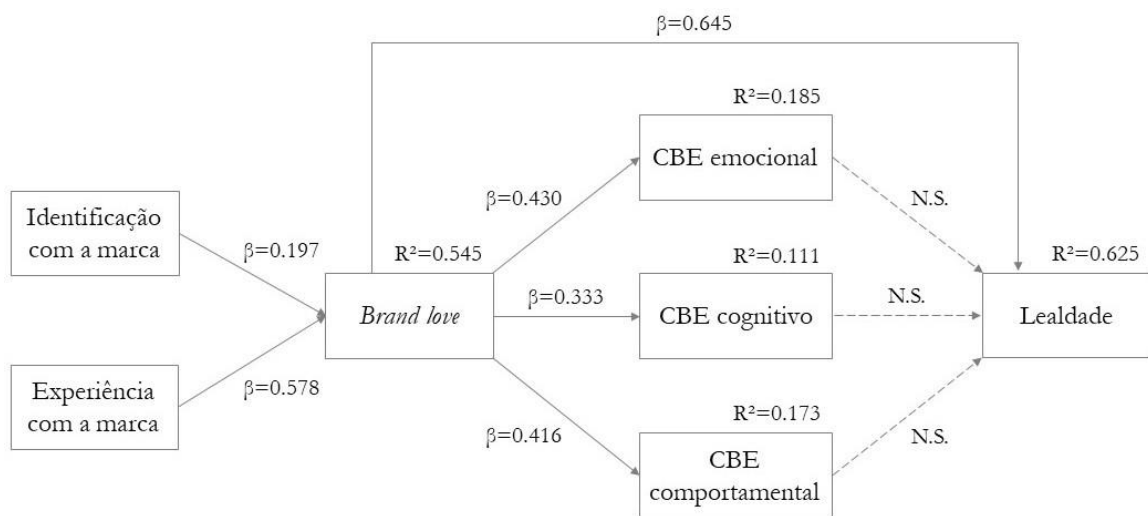 β=0.645
R²=0.185
CBE emocional
Identificação
com a marca
β=0.197
β=0.430
N.S.
R²=0.545
R²=0.111
R²=0.625
Brand love
β=0.333
CBE cognitivo
N.S.
Lealdade
Experiência
com a marca
β=0.578
β=0.416
R²=0.173
N.S.
CBE
comportamental